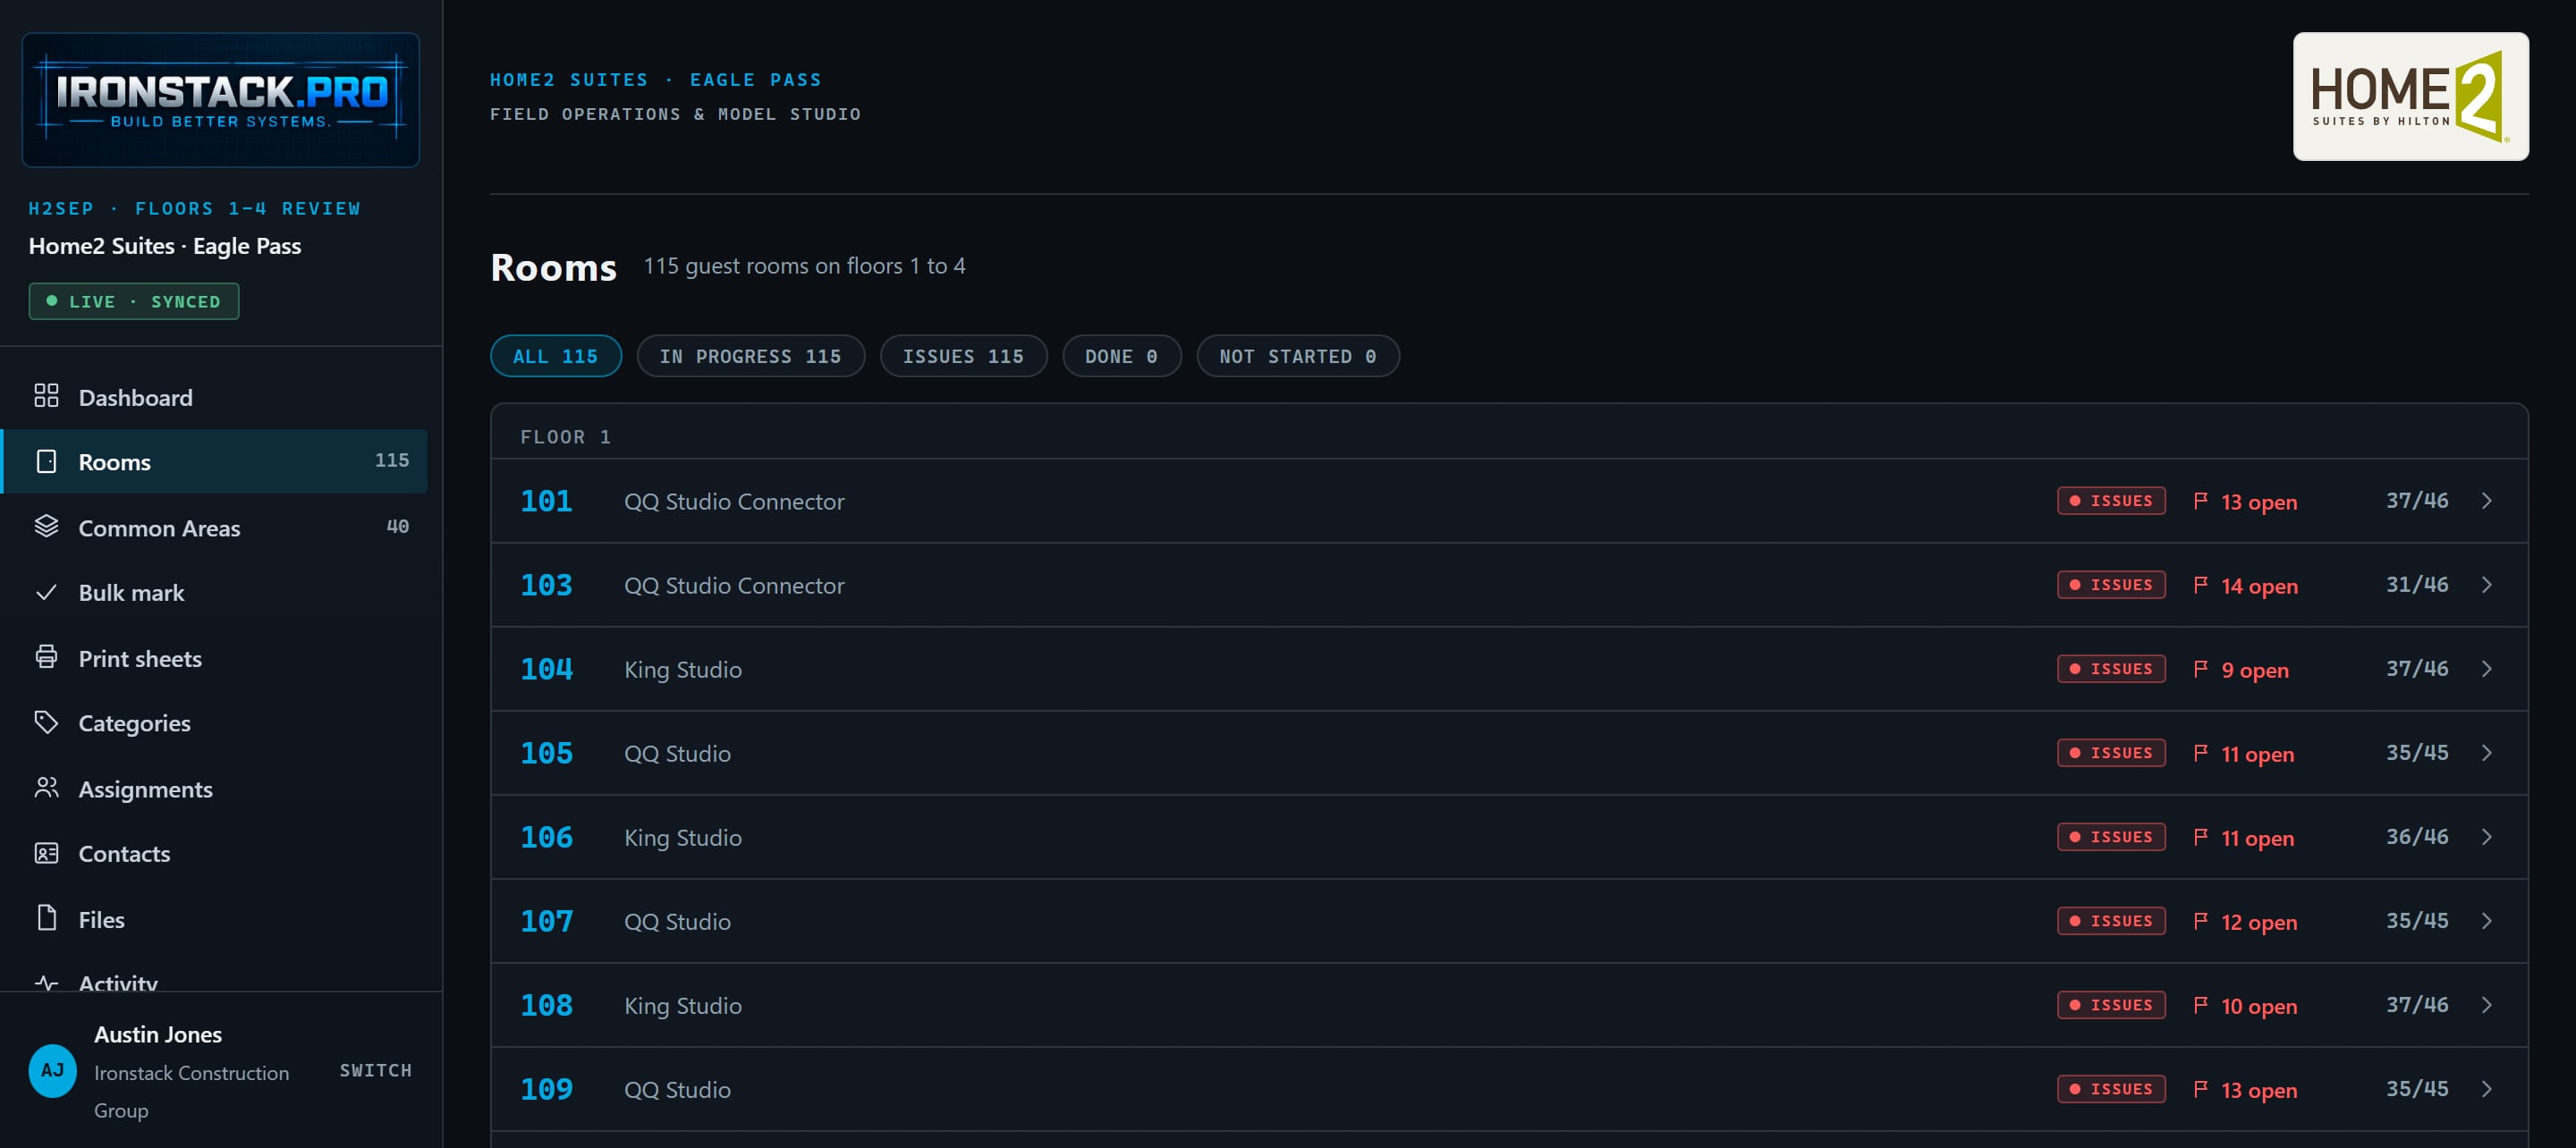 IRONSTACK.PRO
BUILD BETTER SYSTEMS.
H2SEP · FLOORS 1–4 REVIEW
Home2 Suites · Eagle Pass
LIVE · SYNCED
Dashboard
Rooms 115
Common Areas 40
Bulk mark
Print sheets
Categories
Assignments
Contacts
Files
Activity
AJ
Austin Jones
Ironstack Construction
Group
SWITCH
HOME2 SUITES · EAGLE PASS
FIELD OPERATIONS & MODEL STUDIO
HOME2
SUITES BY HILTON
®
Rooms 115 guest rooms on floors 1 to 4
ALL 115 IN PROGRESS 115 ISSUES 115 DONE 0 NOT STARTED 0
FLOOR 1
101 QQ Studio Connector ISSUES 13 open 37/46
103 QQ Studio Connector ISSUES 14 open 31/46
104 King Studio ISSUES 9 open 37/46
105 QQ Studio ISSUES 11 open 35/45
106 King Studio ISSUES 11 open 36/46
107 QQ Studio ISSUES 12 open 35/45
108 King Studio ISSUES 10 open 37/46
109 QQ Studio ISSUES 13 open 35/45